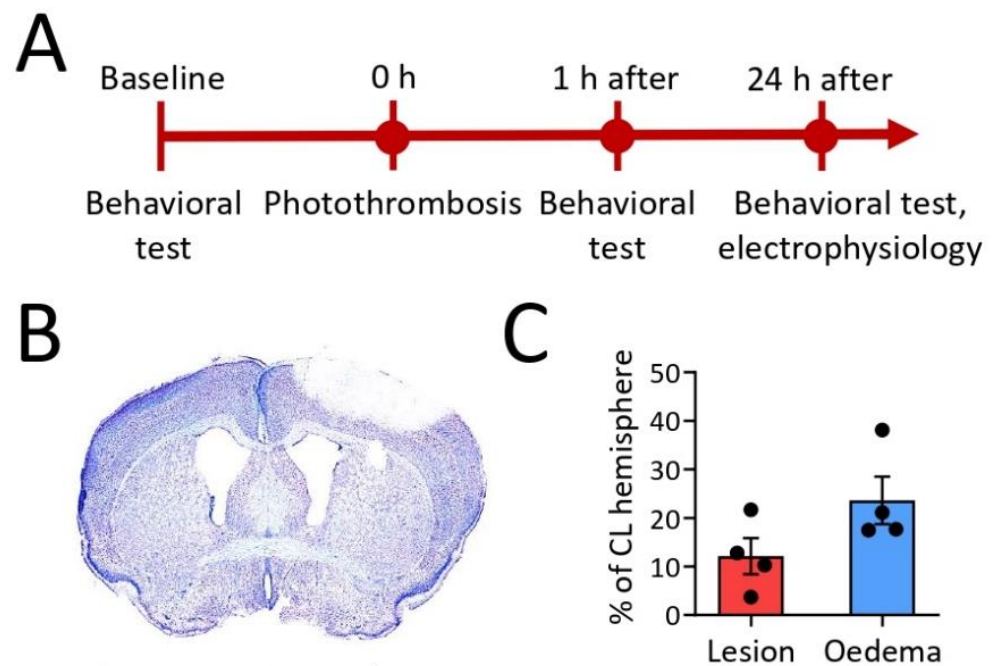 A
Baseline
0 h
1 h after
24 h after
Behavioral
test
Photothrombosis
Behavioral
test
Behavioral test,
electrophysiology
B
C
% of CL hemisphere
50
40
30
20
10
0
Lesion
Oedema